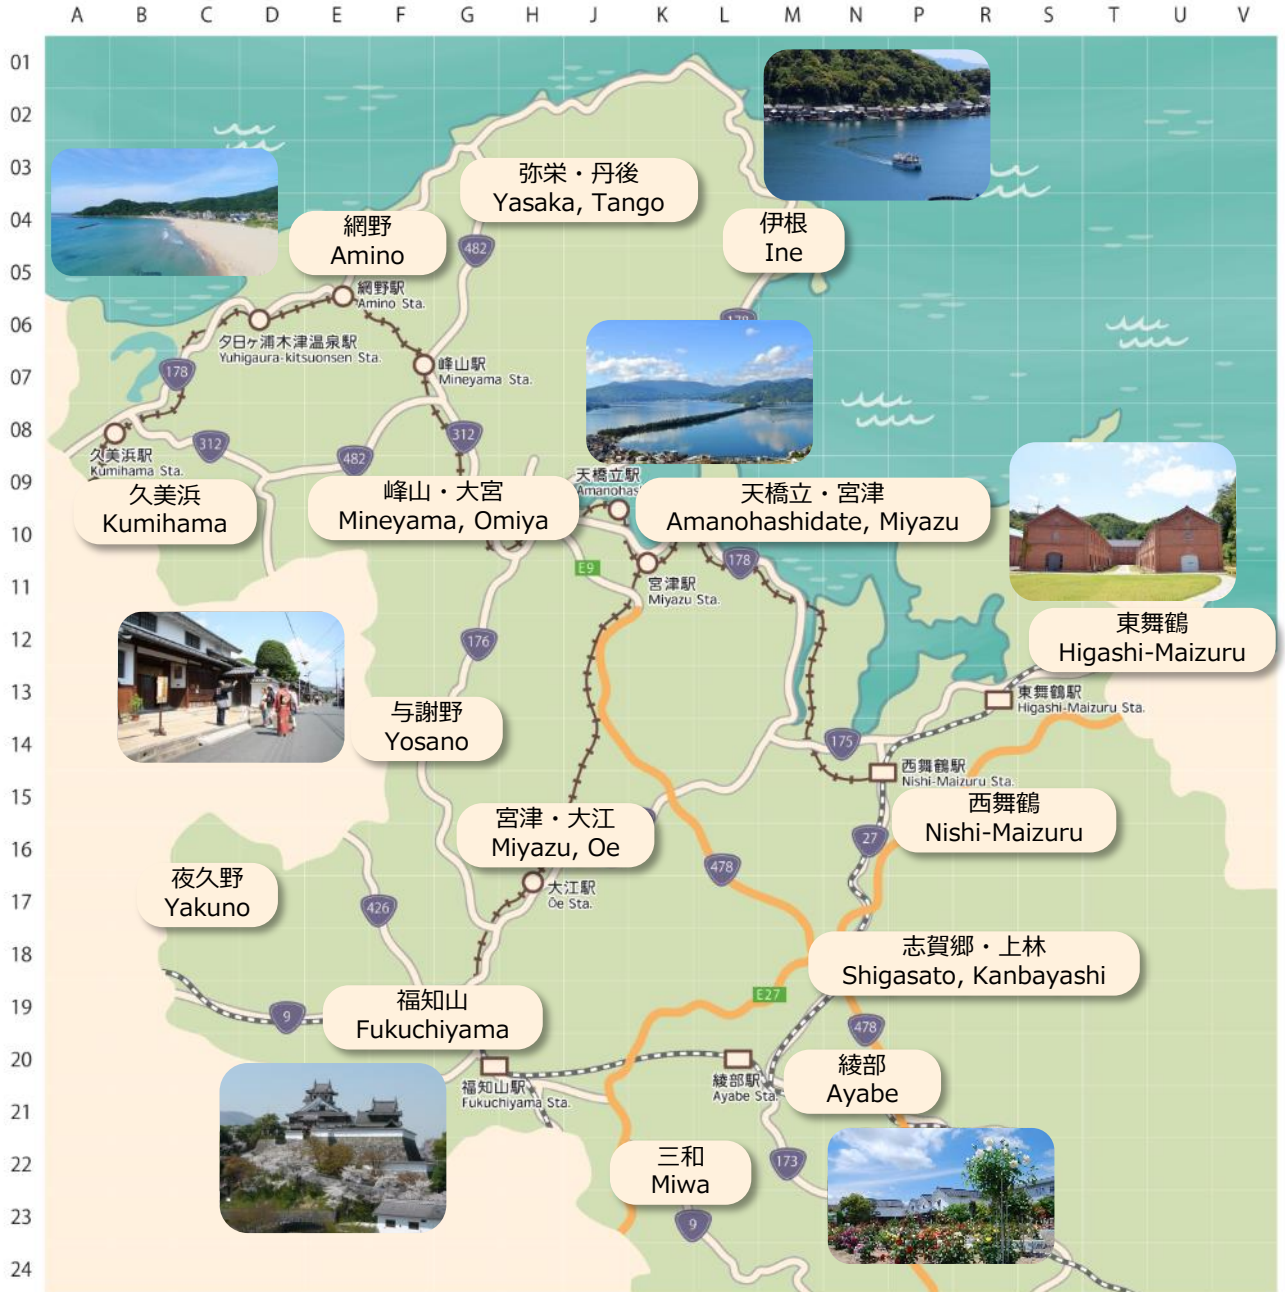 A B C D E F G H J K L M N P R S T U V
01
02
03
04
05
06
07
08
09
10
11
12
13
14
15
16
17
18
19
20
21
22
23
24
弥栄・丹後
Yasaka, Tango
網野
Amino
伊根
Ine
482
網野駅
Amino Sta.
178
夕日ヶ浦木津温泉駅
Yuhigaura-kitsuonsen Sta.
峰山駅
Mineyama Sta.
178
312
312
482
久美浜駅
Kumihama Sta.
久美浜
Kumihama
峰山・大宮
Mineyama, Omiya
天橋立駅
Amanohas
天橋立・宮津
Amanohashidate, Miyazu
178
E9
宮津駅
Miyazu Sta.
東舞鶴
Higashi-Maizuru
176
東舞鶴駅
Higashi-Maizuru Sta.
与謝野
Yosano
175
西舞鶴駅
Nishi-Maizuru Sta.
西舞鶴
Nishi-Maizuru
宮津・大江
Miyazu, Oe
27
478
夜久野
Yakuno
大江駅
Ōe Sta.
426
志賀郷・上林
Shigasato, Kanbayashi
E27
福知山
Fukuchiyama
9
478
綾部
Ayabe
福知山駅
Fukuchiyama Sta.
綾部駅
Ayabe Sta.
三和
Miwa
173
9